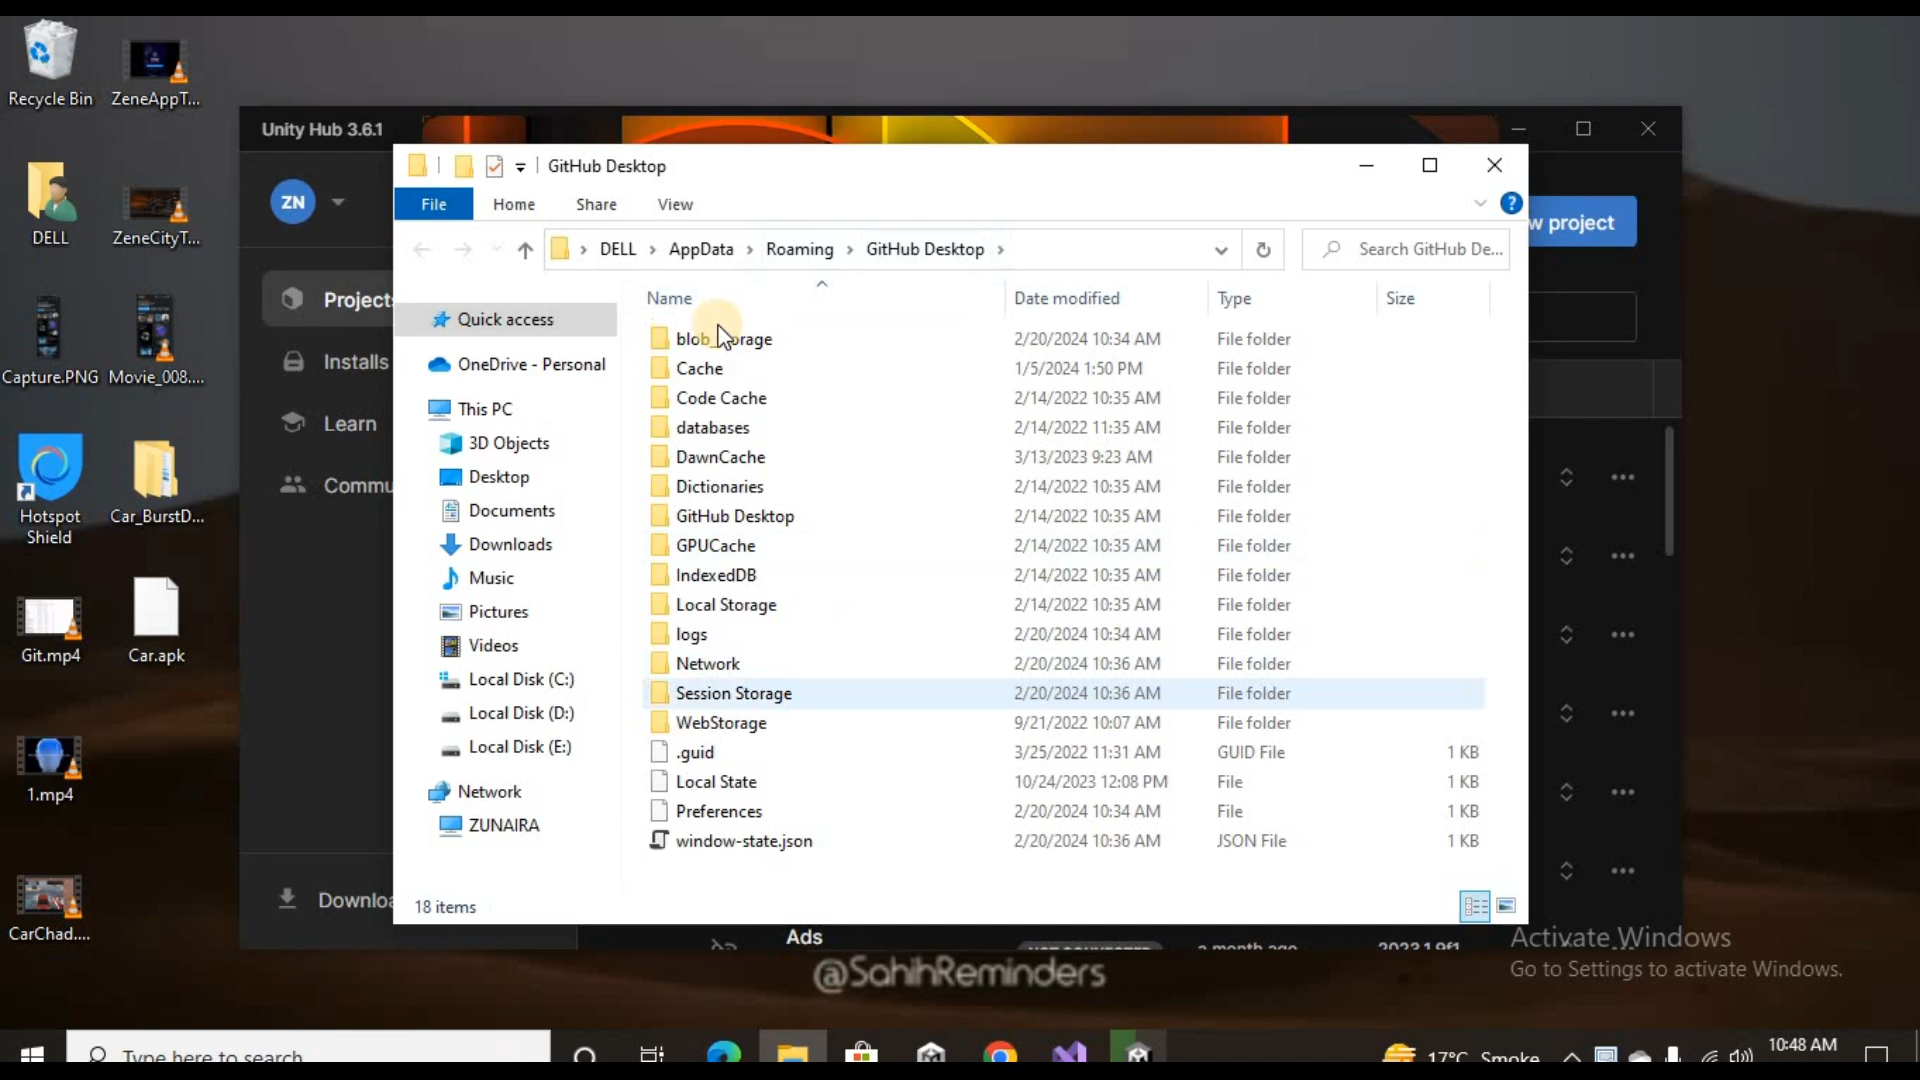 Recycle Bin
ZeneAppT...
DELL
ZeneCityT...
Capture.PNG
Movie_008....
Hotspot
Shield
Car_BurstD...
Git.mp4
Car.apk
1.mp4
CarChad....
Unity Hub 3.6.1
ZN
w project
Projects
Installs
Learn
Commu
Downloa
GitHub Desktop
File
Home
Share
View
?
DELL
AppData
Roaming
GitHub Desktop
Search GitHub De...
Quick access
OneDrive - Personal
This PC
3D Objects
Desktop
Documents
Downloads
Music
Pictures
Videos
Local Disk (C:)
Local Disk (D:)
Local Disk (E:)
Network
ZUNAIRA
Name Date modified Type Size
blob_storage 2/20/2024 10:34 AM File folder
Cache 1/5/2024 1:50 PM File folder
Code Cache 2/14/2022 10:35 AM File folder
databases 2/14/2022 11:35 AM File folder
DawnCache 3/13/2023 9:23 AM File folder
Dictionaries 2/14/2022 10:35 AM File folder
GitHub Desktop 2/14/2022 10:35 AM File folder
GPUCache 2/14/2022 10:35 AM File folder
IndexedDB 2/14/2022 10:35 AM File folder
Local Storage 2/14/2022 10:35 AM File folder
logs 2/20/2024 10:34 AM File folder
Network 2/20/2024 10:36 AM File folder
Session Storage 2/20/2024 10:36 AM File folder
WebStorage 9/21/2022 10:07 AM File folder
.guid 3/25/2022 11:31 AM GUID File 1 KB
Local State 10/24/2023 12:08 PM File 1 KB
Preferences 2/20/2024 10:34 AM File 1 KB
window-state.json 2/20/2024 10:36 AM JSON File 1 KB
18 items
Ads NOT CONNECTED a month ago 2023.1.9f1
@SahihReminders
Activate Windows
Go to Settings to activate Windows.
Type here to search
17°C Smoke
10:48 AM